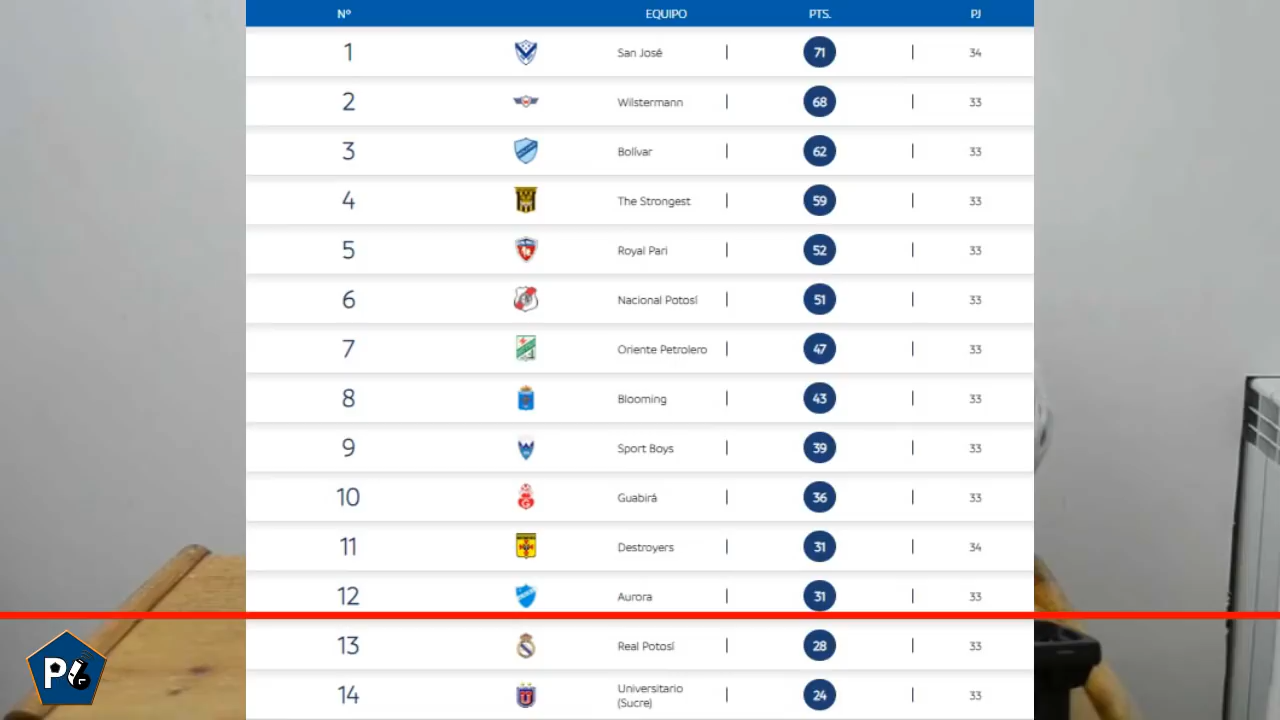 Nº EQUIPO PTS. PJ
1 San José | 71 | 34
2 Wilstermann | 68 | 33
3 Bolívar | 62 | 33
4 The Strongest | 59 | 33
5 Royal Pari | 52 | 33
6 Nacional Potosí | 51 | 33
7 Oriente Petrolero | 47 | 33
8 Blooming | 43 | 33
9 Sport Boys | 39 | 33
10 Guabirá | 36 | 33
11 Destroyers | 31 | 34
12 Aurora | 31 | 33
13 Real Potosí | 28 | 33
14 Universitario (Sucre) | 24 | 33
P